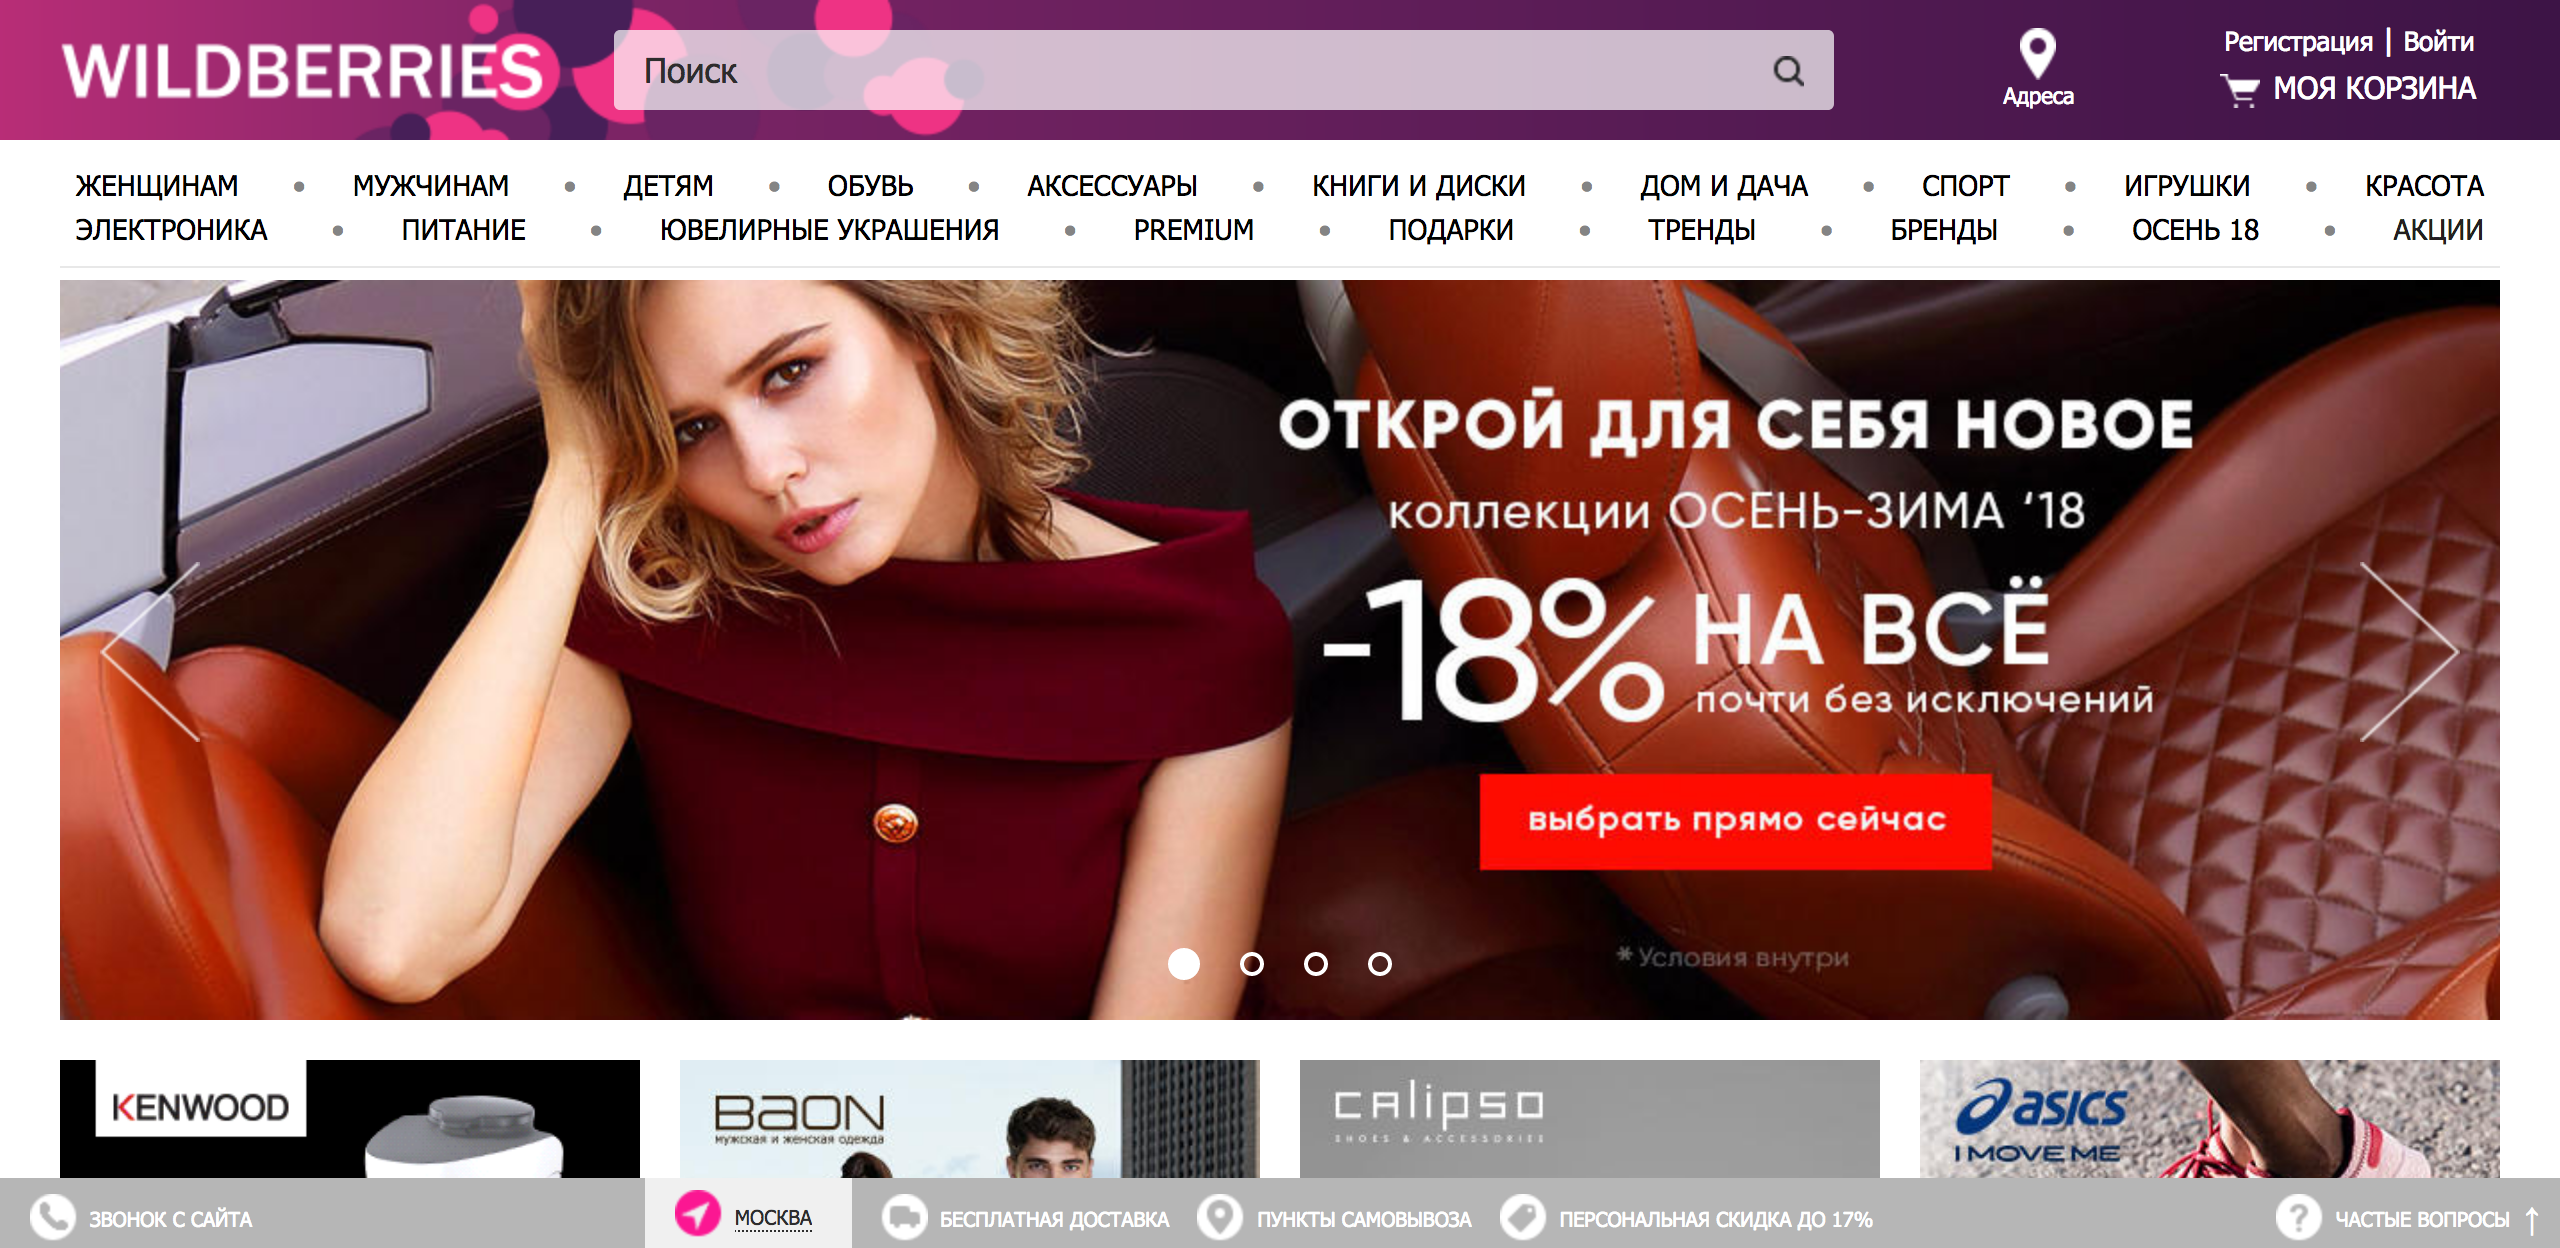 WILDBERRIES
Поиск
Адреса
Регистрация | Войти
МОЯ КОРЗИНА
ЖЕНЩИНАМ • МУЖЧИНАМ • ДЕТЯМ • ОБУВЬ • АКСЕССУАРЫ • КНИГИ И ДИСКИ • ДОМ И ДАЧА • СПОРТ • ИГРУШКИ • КРАСОТА
ЭЛЕКТРОНИКА • ПИТАНИЕ • ЮВЕЛИРНЫЕ УКРАШЕНИЯ • PREMIUM • ПОДАРКИ • ТРЕНДЫ • БРЕНДЫ • ОСЕНЬ 18 • АКЦИИ
ОТКРОЙ ДЛЯ СЕБЯ НОВОЕ
коллекции ОСЕНЬ-ЗИМА ‘18
-18% НА ВСЁ
почти без исключений
выбрать прямо сейчас
* Условия внутри
KENWOOD
BAON
мужская и женская одежда
calipso
SHOES & ACCESSORIES
asics
I MOVE ME
ЗВОНОК С САЙТА
МОСКВА
БЕСПЛАТНАЯ ДОСТАВКА
ПУНКТЫ САМОВЫВОЗА
ПЕРСОНАЛЬНАЯ СКИДКА ДО 17%
? ЧАСТЫЕ ВОПРОСЫ ↑